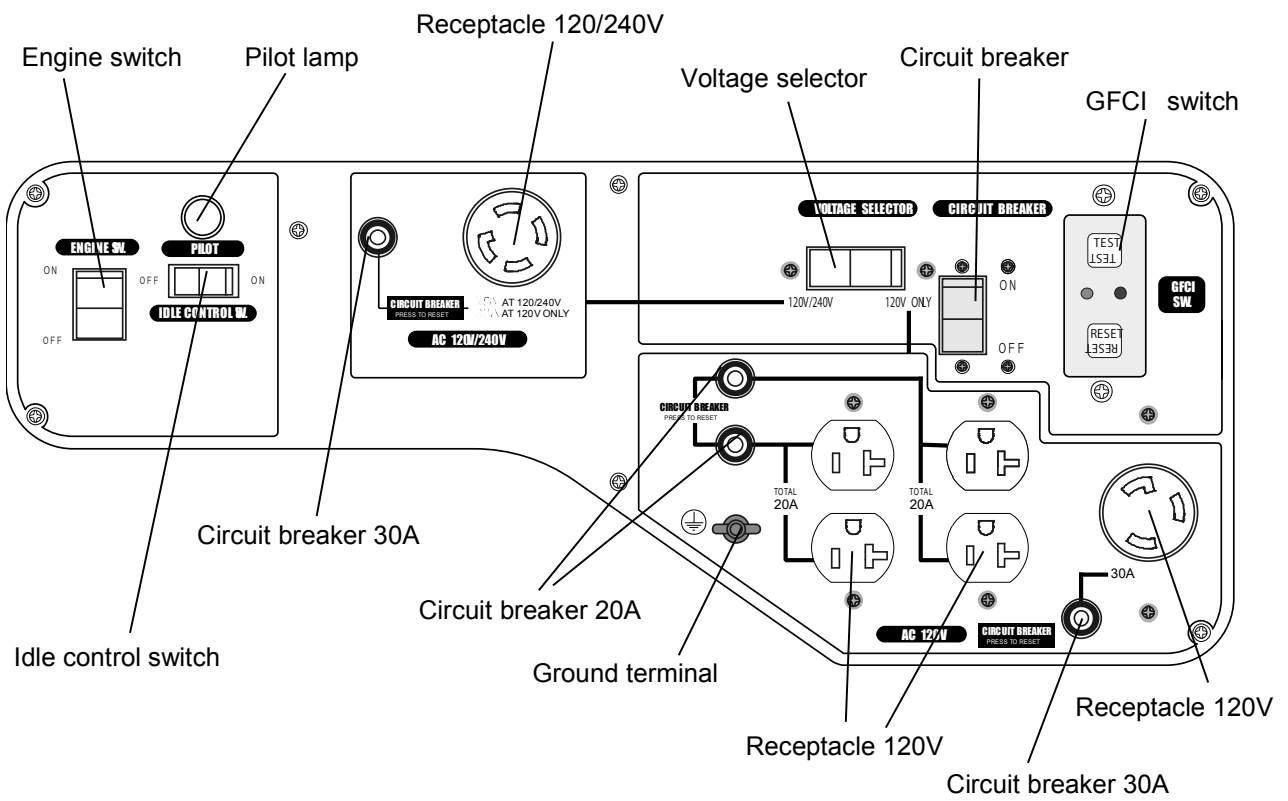 Receptacle 120/240V
Engine switch
Pilot lamp
Voltage selector
Circuit breaker
GFCI switch
VOLTAGE SELECTOR
CIRCUIT BREAKER
ENGINE SW.
PILOT
TEST
TEST
ON
OFF
ON
120V/240V
120V ONLY
ON
GFCI
SW.
CIRCUIT BREAKER
PRESS TO RESET
AT 120/240V
AT 120V ONLY
IDLE CONTROL SW.
OFF
AC 120V/240V
OFF
RESET
RESET
CIRCUIT BREAKER
PRESS TO RESET
TOTAL
20A
TOTAL
20A
Circuit breaker 30A
30A
Circuit breaker 20A
AC 120V
CIRCUIT BREAKER
PRESS TO RESET
Idle control switch
Ground terminal
Receptacle 120V
Receptacle 120V
Circuit breaker 30A